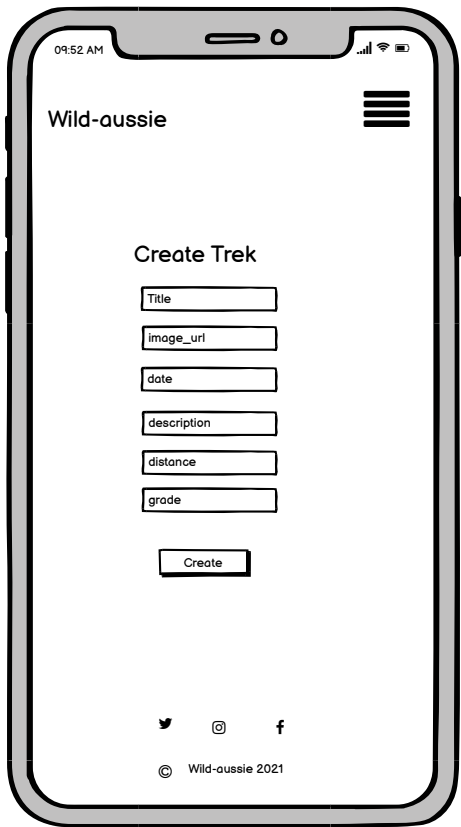 09:52 AM
Wild-aussie
Create Trek
Title
image_url
date
description
distance
grade
Create
© Wild-aussie 2021